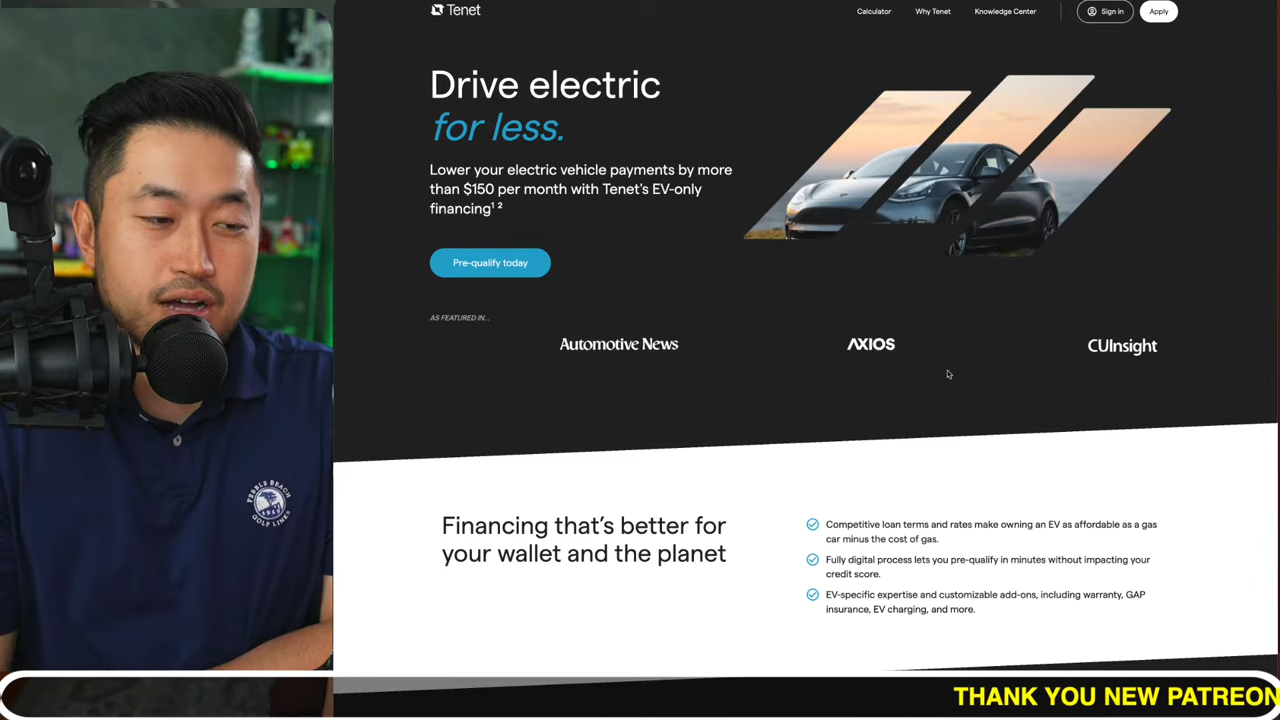 Tenet
Calculator
Why Tenet
Knowledge Center
Sign in
Apply
Drive electric
for less.
Lower your electric vehicle payments by more
than $150 per month with Tenet's EV-only
financing¹ ²
Pre-qualify today
AS FEATURED IN...
Automotive News
AXIOS
CUInsight
Financing that's better for
your wallet and the planet
Competitive loan terms and rates make owning an EV as affordable as a gas
car minus the cost of gas.
Fully digital process lets you pre-qualify in minutes without impacting your
credit score.
EV-specific expertise and customizable add-ons, including warranty, GAP
insurance, EV charging, and more.
PEBBLE BEACH
1919
GOLF LINKS
THANK YOU NEW PATREON